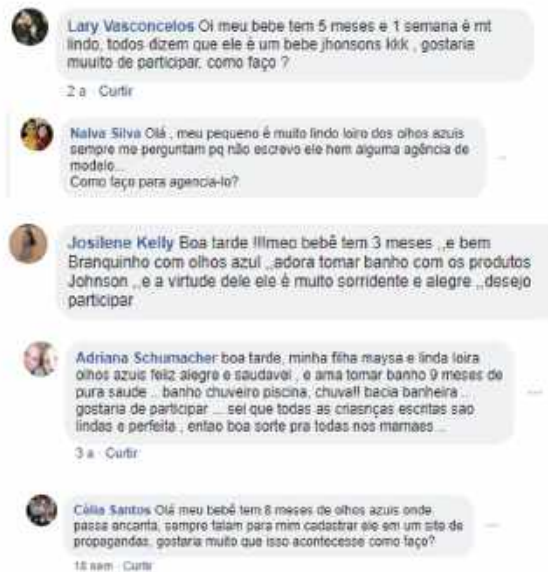 Lary Vasconcelos Oi meu bebe tem 5 meses e 1 semana é mt
lindo, todos dizem que ele é um bebe jhonsons kkk , gostaria
muuito de participar, como faço ?
2 a · Curtir
Nalva Silva Olá , meu pequeno é muito lindo loiro dos olhos azuis
sempre me perguntam pq não escrevo ele hem alguma agência de
modelo...
Como faço para agencia-lo?
Josilene Kelly Boa tarde !!!meo bebê tem 3 meses ,,e bem
Branquinho com olhos azul ,,adora tomar banho com os produtos
Johnson ,,e a virtude dele ele é muito sorridente e alegre ,,desejo
participar
Adriana Schumacher boa tarde, minha filha maysa e linda loira
olhos azuis feliz alegre e saudavel , e ama tomar banho 9 meses de
pura saude .. banho chuveiro piscina, chuva!! bacia banheira ..
gostaria de participar ... sei que todas as criasnças escritas sao
lindas e perfeita , entao boa sorte pra todas nos mamaes ...
3 a · Curtir
Célia Santos Olá meu bebê tem 8 meses de olhos azuis onde
passa encanta, sempre falam para mim cadastrar ele em um site de
propagandas, gostaria muito que isso acontecesse como faço?
18 sem · Curtir